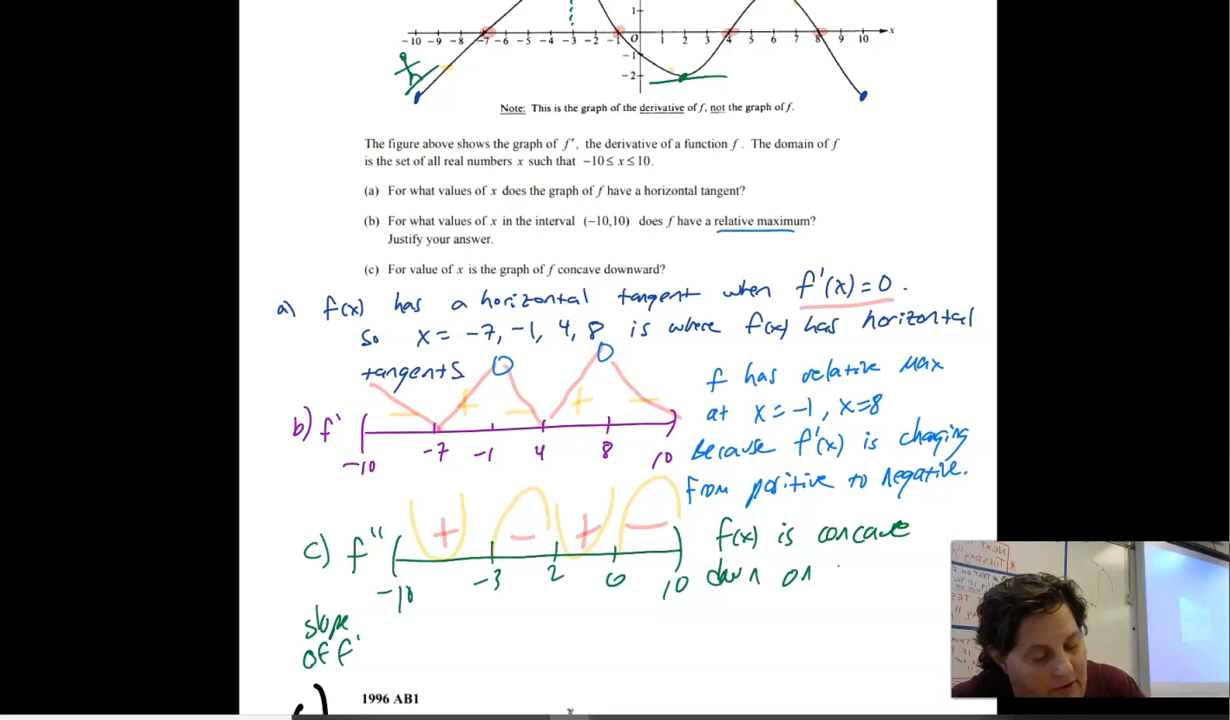 1
-10 -9 -8 -7 -6 -5 -4 -3 -2 -1 0 1 2 3 4 5 6 7 8 9 10 x
-1
-2
Note: This is the graph of the derivative of f, not the graph of f.
The figure above shows the graph of f', the derivative of a function f. The domain of f
is the set of all real numbers x such that -10≤ x ≤ 10.
(a) For what values of x does the graph of f have a horizontal tangent?
(b) For what values of x in the interval (-10,10) does f have a relative maximum?
Justify your answer.
(c) For value of x is the graph of f concave downward?
a) f(x) has a horizontal tangent when f'(x) = 0.
So x = -7, -1, 4, 8 is where f(x) has horizontal
tangents
f has relative max
at x = -1, x=8
because f'(x) is changing
from positive to negative.
b) f' − + − + −
-10 -7 -1 4 8 10
c) f'' + − + −
-10 -3 2 6 10
f(x) is concave
down on
slope
of f'
1996 AB1